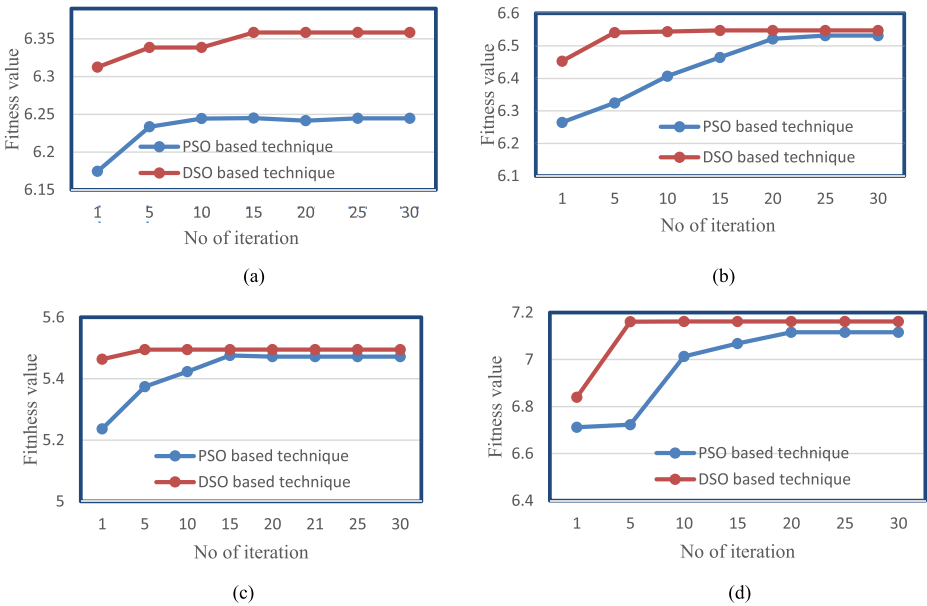 Fitness value
6.35
6.3
6.25
6.2
6.15
PSO based technique
DSO based technique
1 5 10 15 20 25 30
No of iteration
(a)
Fitness value
6.6
6.5
6.4
6.3
6.2
6.1
PSO based technique
DSO based technique
1 5 10 15 20 25 30
No of iteration
(b)
Fitnhess value
5.6
5.4
5.2
5
PSO based technique
DSO based technique
1 5 10 15 20 21 25 30
No of iteration
(c)
Fitness value
7.2
7
6.8
6.6
6.4
PSO based technique
DSO based technique
1 5 10 15 20 25 30
No of iteration
(d)